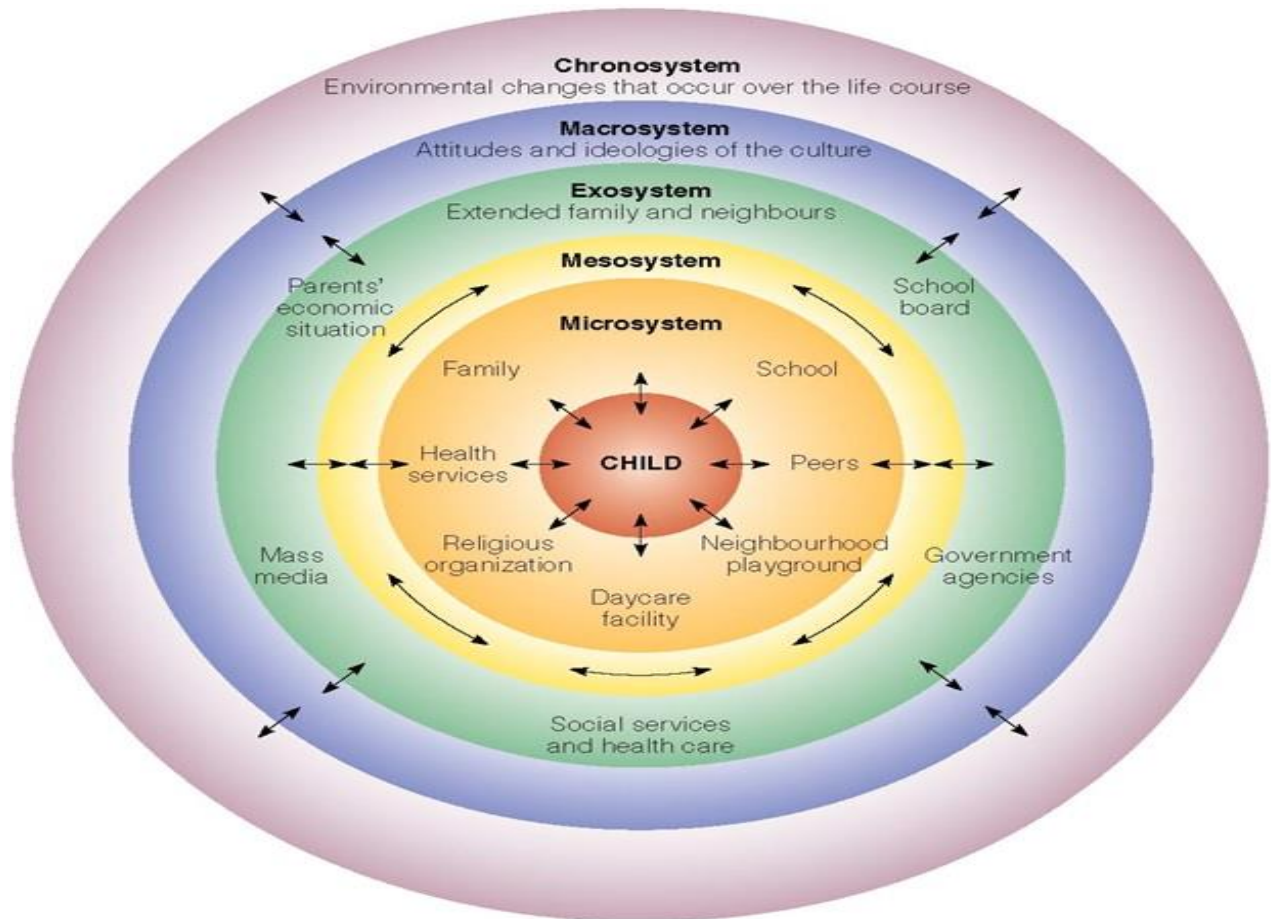 Chronosystem
Environmental changes that occur over the life course
Macrosystem
Attitudes and ideologies of the culture
Exosystem
Extended family and neighbours
Mesosystem
Parents'
economic
situation
School
board
Microsystem
Family
School
Health
services
CHILD
Peers
Religious
organization
Neighbourhood
playground
Mass
media
Government
agencies
Daycare
facility
Social services
and health care